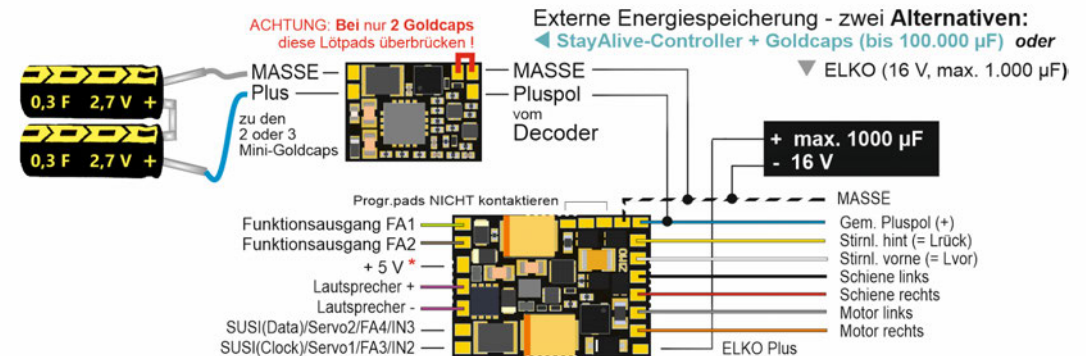 ACHTUNG: Bei nur 2 Goldcaps
diese Lötpads überbrücken !
Externe Energiespeicherung - zwei Alternativen:
◀ StayAlive-Controller + Goldcaps (bis 100.000 µF) oder
▼ ELKO (16 V, max. 1.000 µF)
0,3 F 2,7 V +
0,3 F 2,7 V +
MASSE
Plus
zu den
2 oder 3
Mini-Goldcaps
MASSE
Pluspol
vom
Decoder
+ max. 1000 µF
- 16 V
Progr.pads NICHT kontaktieren
Funktionsausgang FA1
Funktionsausgang FA2
+ 5 V *
Lautsprecher +
Lautsprecher -
SUSI(Data)/Servo2/FA4/IN3
SUSI(Clock)/Servo1/FA3/IN2
ZIMO
MASSE
Gem. Pluspol (+)
Stirnl. hint (= Lrück)
Stirnl. vorne (= Lvor)
Schiene links
Schiene rechts
Motor links
Motor rechts
ELKO Plus